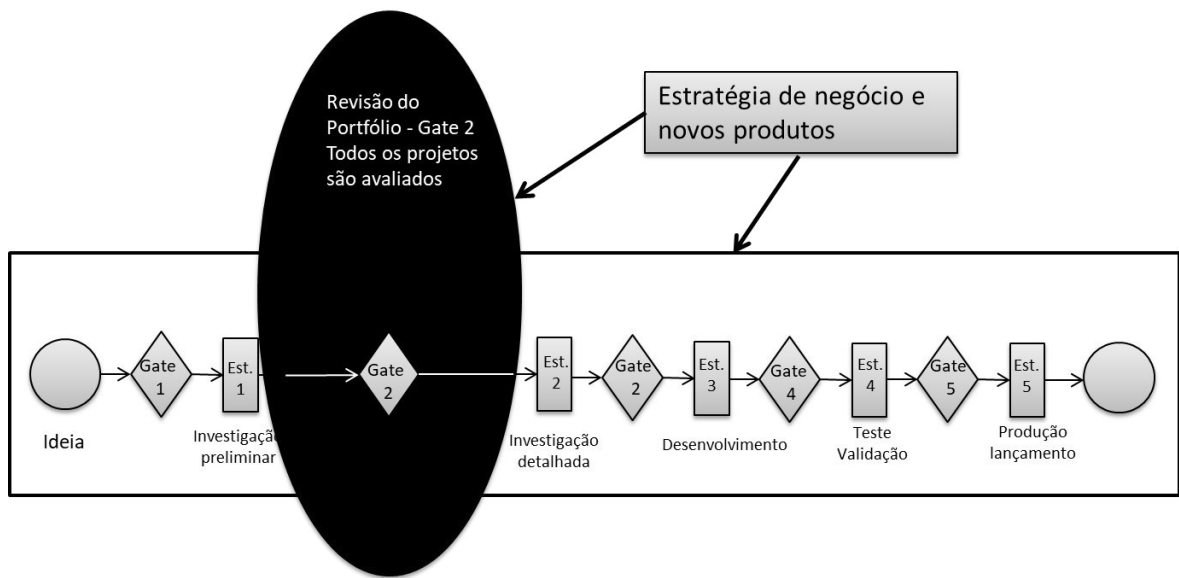 Revisão do
Portfólio - Gate 2
Todos os projetos
são avaliados
Estratégia de negócio e
novos produtos
Ideia
Gate
1
Est.
1
Investigação
preliminar
Gate
2
Est.
2
Investigação
detalhada
Gate
2
Est.
3
Desenvolvimento
Gate
4
Est.
4
Teste
Validação
Gate
5
Est.
5
Produção
lançamento